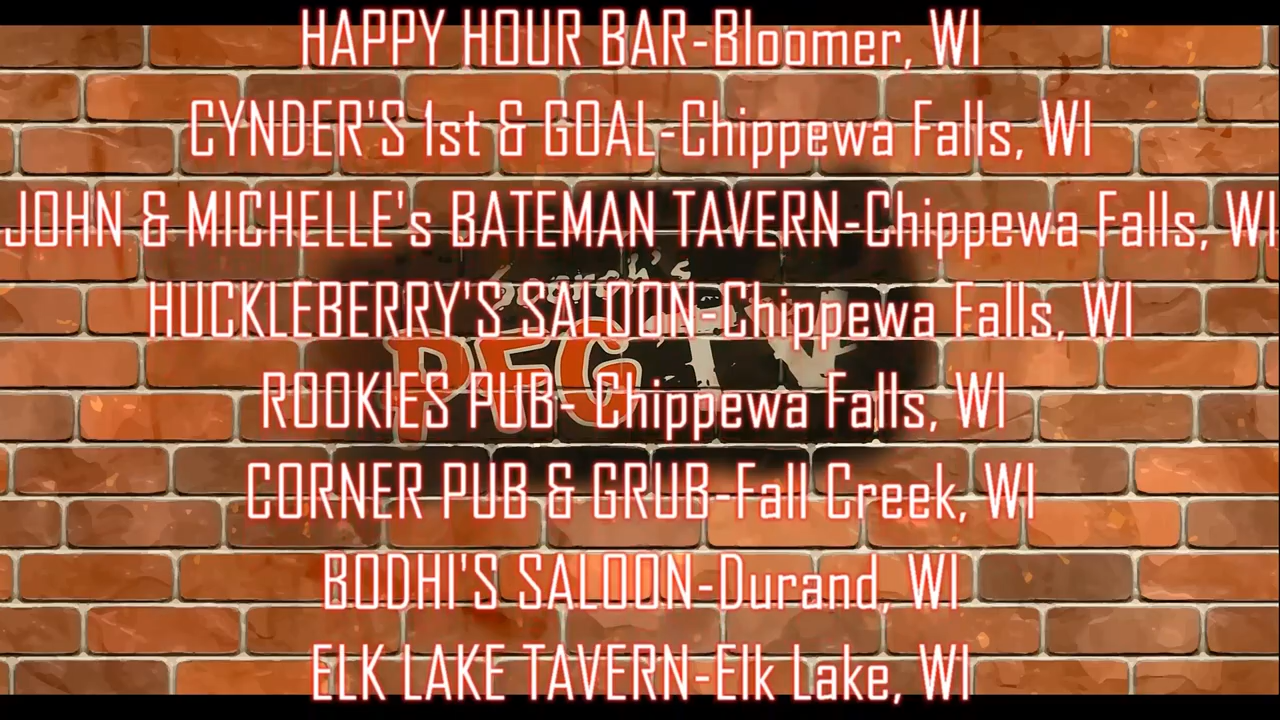 HAPPY HOUR BAR-Bloomer, WI
CYNDER'S 1st & GOAL-Chippewa Falls, WI
JOHN & MICHELLE's BATEMAN TAVERN-Chippewa Falls, WI
HUCKLEBERRY'S SALOON-Chippewa Falls, WI
ROOKIES PUB- Chippewa Falls, WI
CORNER PUB & GRUB-Fall Creek, WI
BODHI'S SALOON-Durand, WI
ELK LAKE TAVERN-Elk Lake, WI
PFG TV